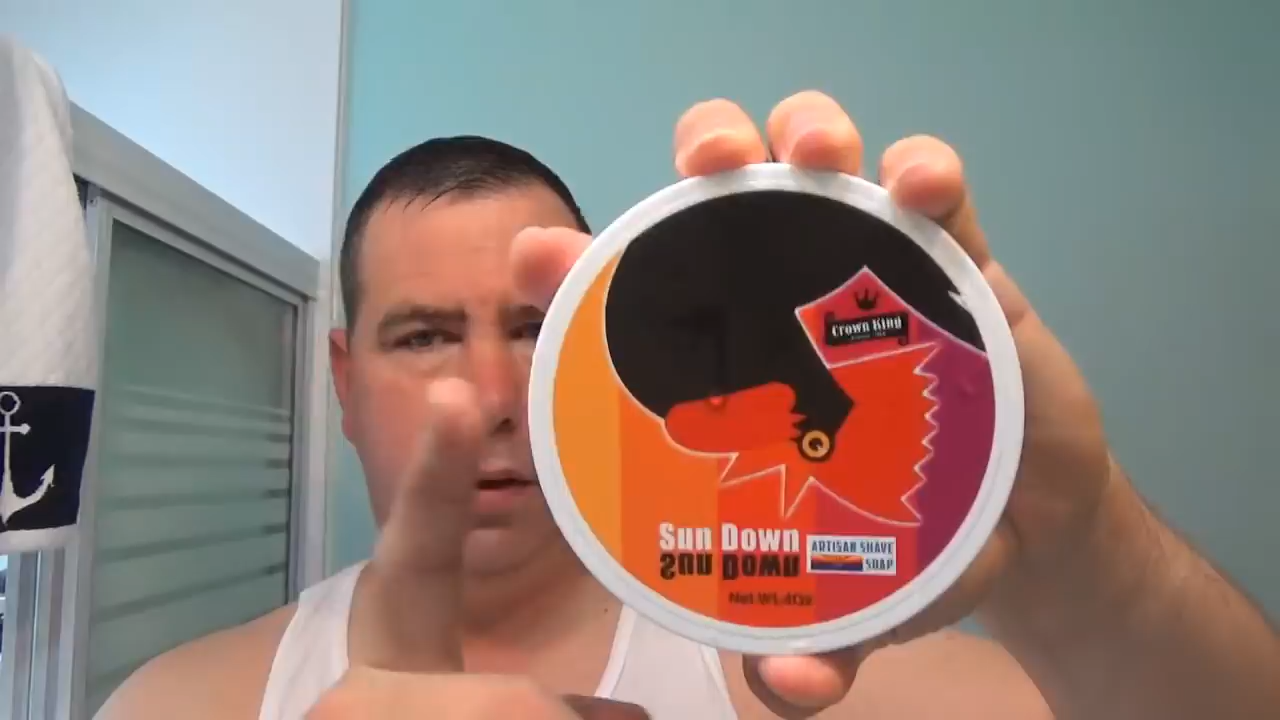 Crown King
Sun Down
Sun Down
ARTISAN SHAVE
SOAP
Net Wt. 4Oz